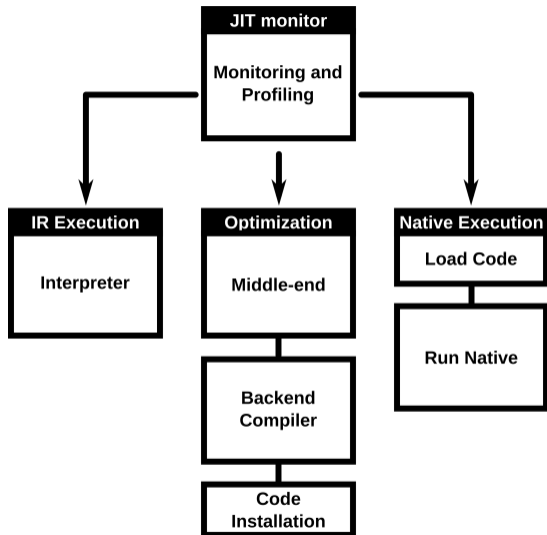 JIT monitor
Monitoring and
Profiling
IR Execution
Interpreter
Optimization
Middle-end
Backend
Compiler
Code
Installation
Native Execution
Load Code
Run Native